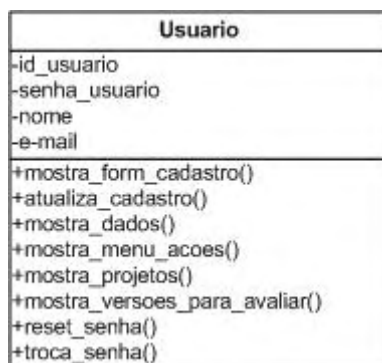 Usuario
-id_usuario
-senha_usuario
-nome
-e-mail
+mostra_form_cadastro()
+atualiza_cadastro()
+mostra_dados()
+mostra_menu_acoes()
+mostra_projetos()
+mostra_versoes_para_avaliar()
+reset_senha()
+troca_senha()